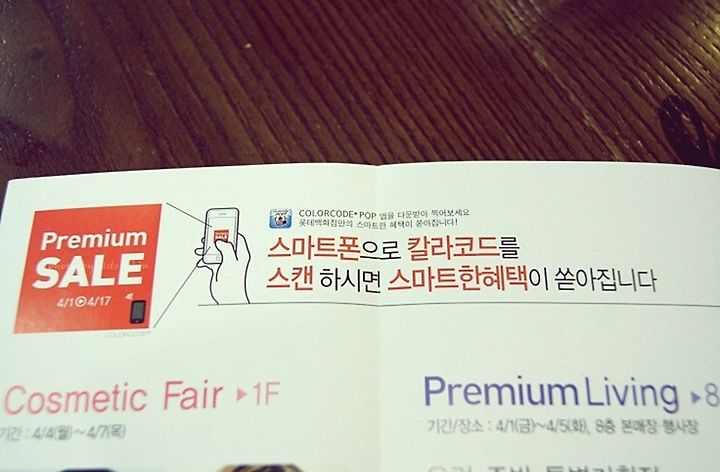 Premium
SALE
4/1 4/17
COLORCODE®
COLORCODE® POP 앱을 다운받아 찍어보세요
롯데백화점만의 스마트한 혜택이 쏟아집니다!
스마트폰으로 칼라코드를
스캔 하시면 스마트한혜택이 쏟아집니다
Cosmetic Fair ▶1F
기간 : 4/4(월)~4/7(목)
Premium Living ▶8
기간/장소 : 4/1(금)~4/5(화), 8층 본매장·행사장